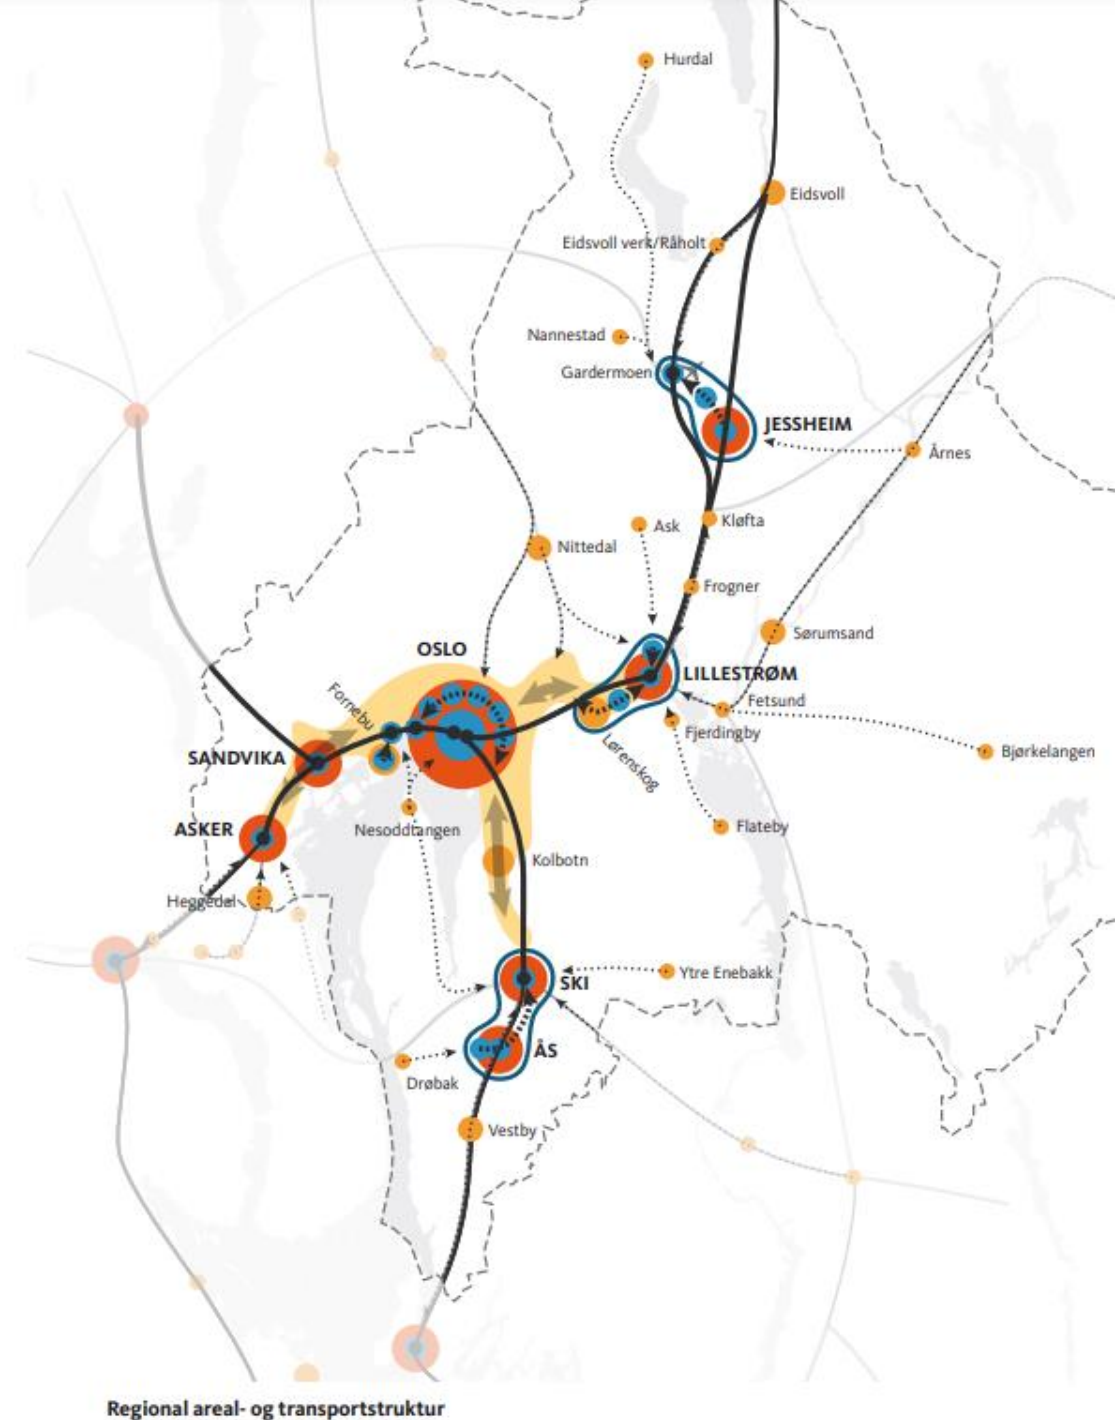 Hurdal
Eidsvoll
Eidsvoll verk/Råholt
Nannestad
Gardermoen
JESSHEIM
Årnes
Ask
Kløfta
Nittedal
Frogner
Sørumsand
OSLO
LILLESTRØM
Fornebu
Fetsund
Fjerdingby
SANDVIKA
Lørenskog
Bjørkelangen
ASKER
Nesoddtangen
Flateby
Kolbotn
Heggedal
Ytre Enebakk
SKI
ÅS
Drøbak
Vestby
Regional areal- og transportstruktur